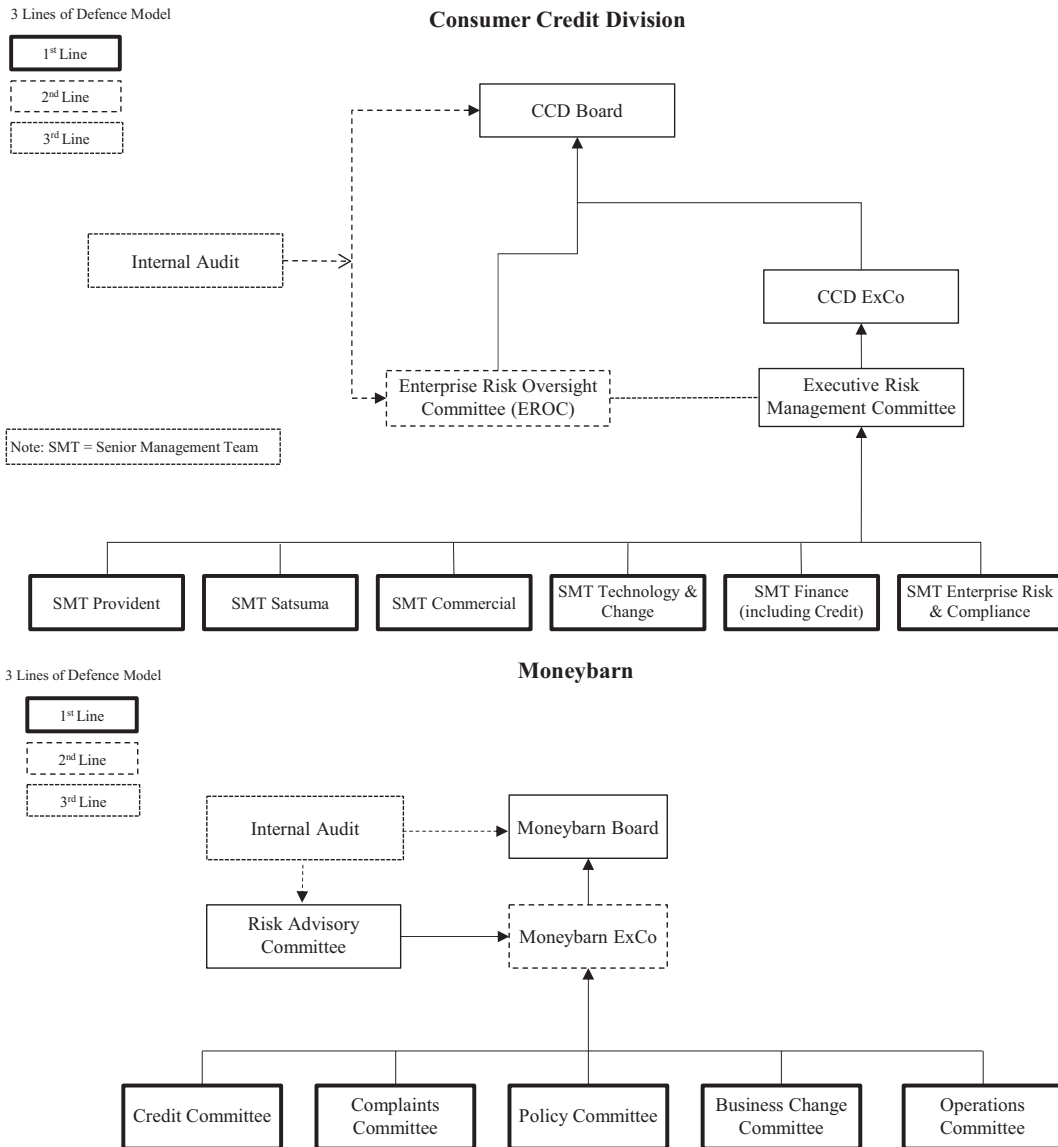 3 Lines of Defence Model
Consumer Credit Division
1st Line
2nd Line
3rd Line
CCD Board
Internal Audit
CCD ExCo
Enterprise Risk Oversight
Committee (EROC)
Executive Risk
Management Committee
Note: SMT = Senior Management Team
SMT Provident
SMT Satsuma
SMT Commercial
SMT Technology &
Change
SMT Finance
(including Credit)
SMT Enterprise Risk
& Compliance
3 Lines of Defence Model
Moneybarn
1st Line
2nd Line
3rd Line
Internal Audit
Moneybarn Board
Risk Advisory
Committee
Moneybarn ExCo
Credit Committee
Complaints
Committee
Policy Committee
Business Change
Committee
Operations
Committee